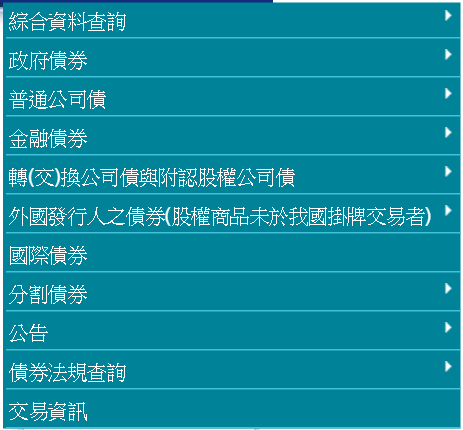 綜合資料查詢
政府債券
普通公司債
金融債券
轉(交)換公司債與附認股權公司債
外國發行人之債券(股權商品未於我國掛牌交易者)
國際債券
分割債券
公告
債券法規查詢
交易資訊